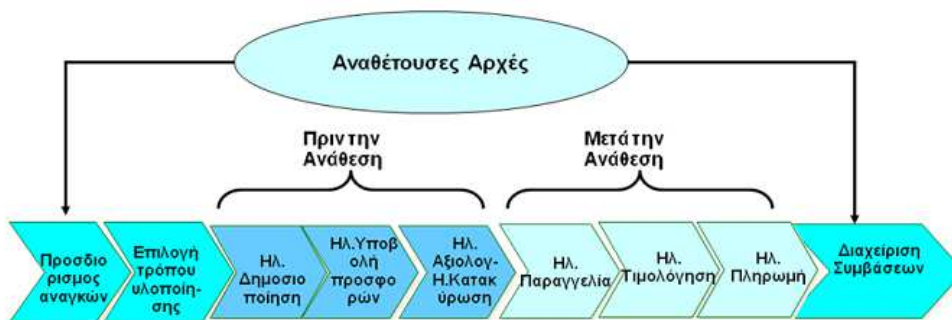 Αναθέτουσες Αρχές
Πριν την
Ανάθεση
Μετά την
Ανάθεση
Προσδιο
ρισμος
αναγκών
Επιλογή
τρόπου
υλοποίη-
σης
Ηλ.
Δημοσιο
ποίηση
Ηλ.Υποβ
ολή
προσφο
ρών
Ηλ.
Αξιολογ-
Η.Κατακ
ύρωση
Ηλ.
Παραγγελία
Ηλ.
Τιμολόγηση
Ηλ.
Πληρωμή
Διαχείριση
Συμβάσεων